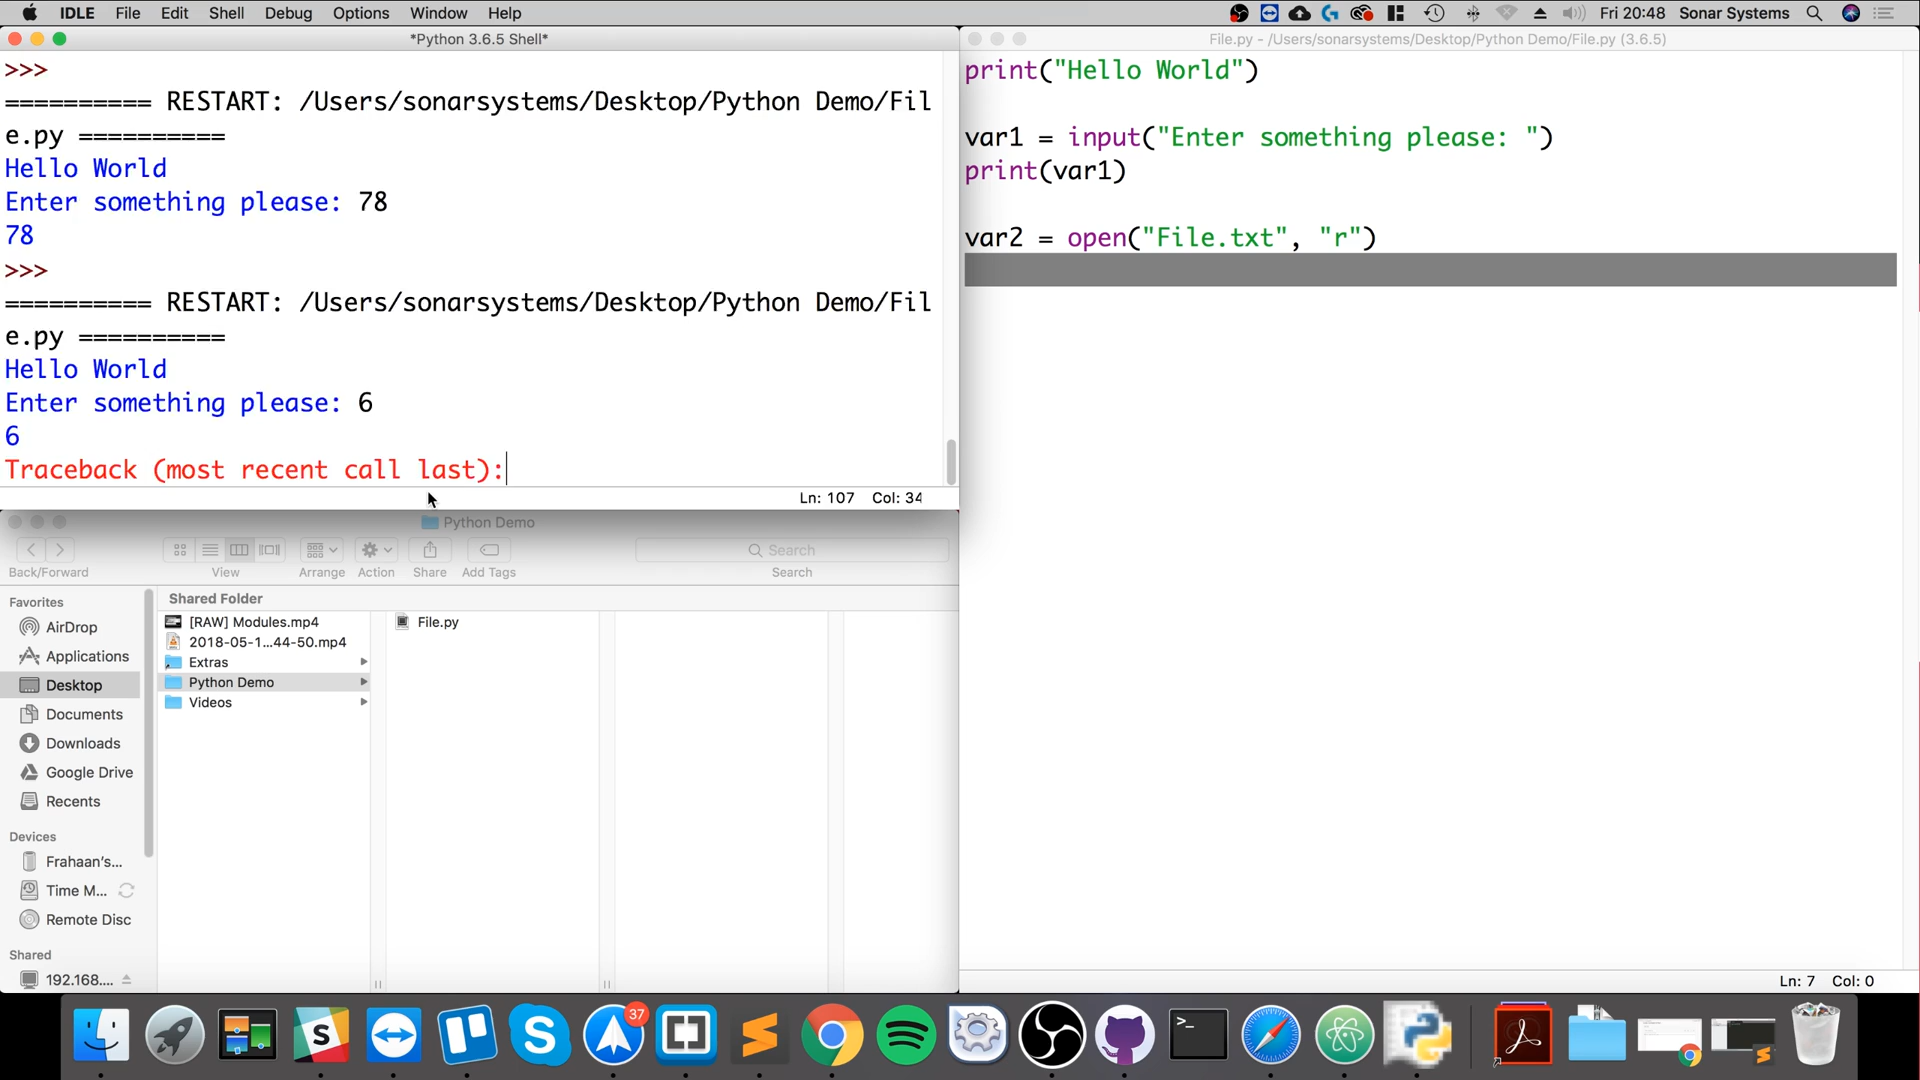 IDLE File Edit Shell Debug Options Window Help
Fri 20:48 Sonar Systems
*Python 3.6.5 Shell*
>>>
========== RESTART: /Users/sonarsystems/Desktop/Python Demo/Fil
e.py ==========
Hello World
Enter something please: 78
78
>>>
========== RESTART: /Users/sonarsystems/Desktop/Python Demo/Fil
e.py ==========
Hello World
Enter something please: 6
6
Traceback (most recent call last):
Ln: 107 Col: 34
File.py - /Users/sonarsystems/Desktop/Python Demo/File.py (3.6.5)
print("Hello World")
var1 = input("Enter something please: ")
print(var1)
var2 = open("File.txt", "r")
Ln: 7 Col: 0
Python Demo
Search
Back/Forward View Arrange Action Share Add Tags Search
Favorites
AirDrop
Applications
Desktop
Documents
Downloads
Google Drive
Recents
Devices
Frahaan's...
Time M...
Remote Disc
Shared
192.168....
Shared Folder
[RAW] Modules.mp4
2018-05-1...44-50.mp4
Extras
Python Demo
Videos
File.py
37